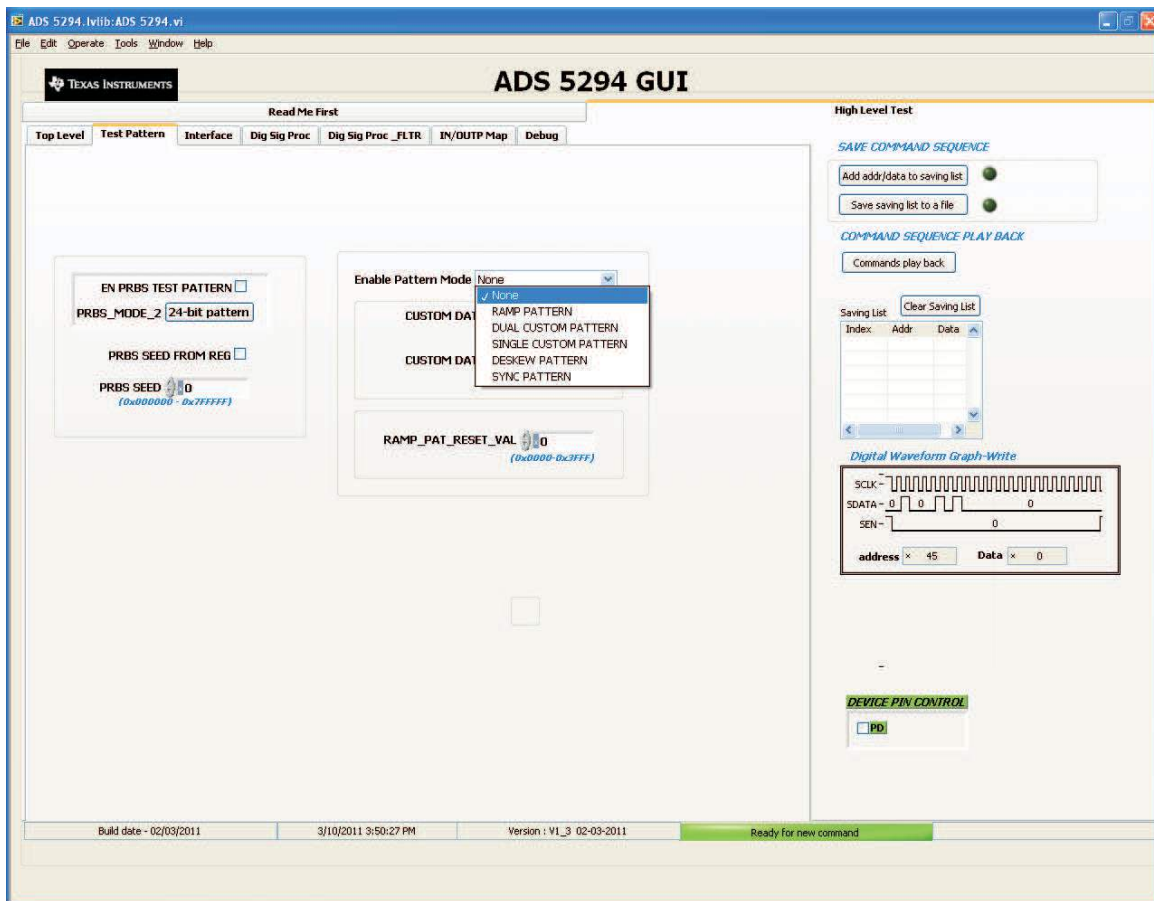 ADS 5294.lvlib:ADS 5294.vi
File Edit Operate Tools Window Help
TEXAS INSTRUMENTS
ADS 5294 GUI
Read Me First
High Level Test
Top Level Test Pattern Interface Dig Sig Proc Dig Sig Proc _FLTR IN/OUTP Map Debug
EN PRBS TEST PATTERN
PRBS_MODE_2 24-bit pattern
PRBS SEED FROM REG
PRBS SEED 0
(0x000000 - 0x7FFFFF)
Enable Pattern Mode None
✓ None
RAMP PATTERN
DUAL CUSTOM PATTERN
SINGLE CUSTOM PATTERN
DESKEW PATTERN
SYNC PATTERN
CUSTOM DAT
CUSTOM DAT
RAMP_PAT_RESET_VAL 0
(0x0000-0x3FFF)
SAVE COMMAND SEQUENCE
Add addr/data to saving list
Save saving list to a file
COMMAND SEQUENCE PLAY BACK
Commands play back
Saving List Clear Saving List
Index Addr Data
Digital Waveform Graph-Write
SCLK
SDATA 0 0 0
SEN 0
address × 45 Data × 0
DEVICE PIN CONTROL
PD
Build date - 02/03/2011 3/10/2011 3:50:27 PM Version : V1_3 02-03-2011 Ready for new command